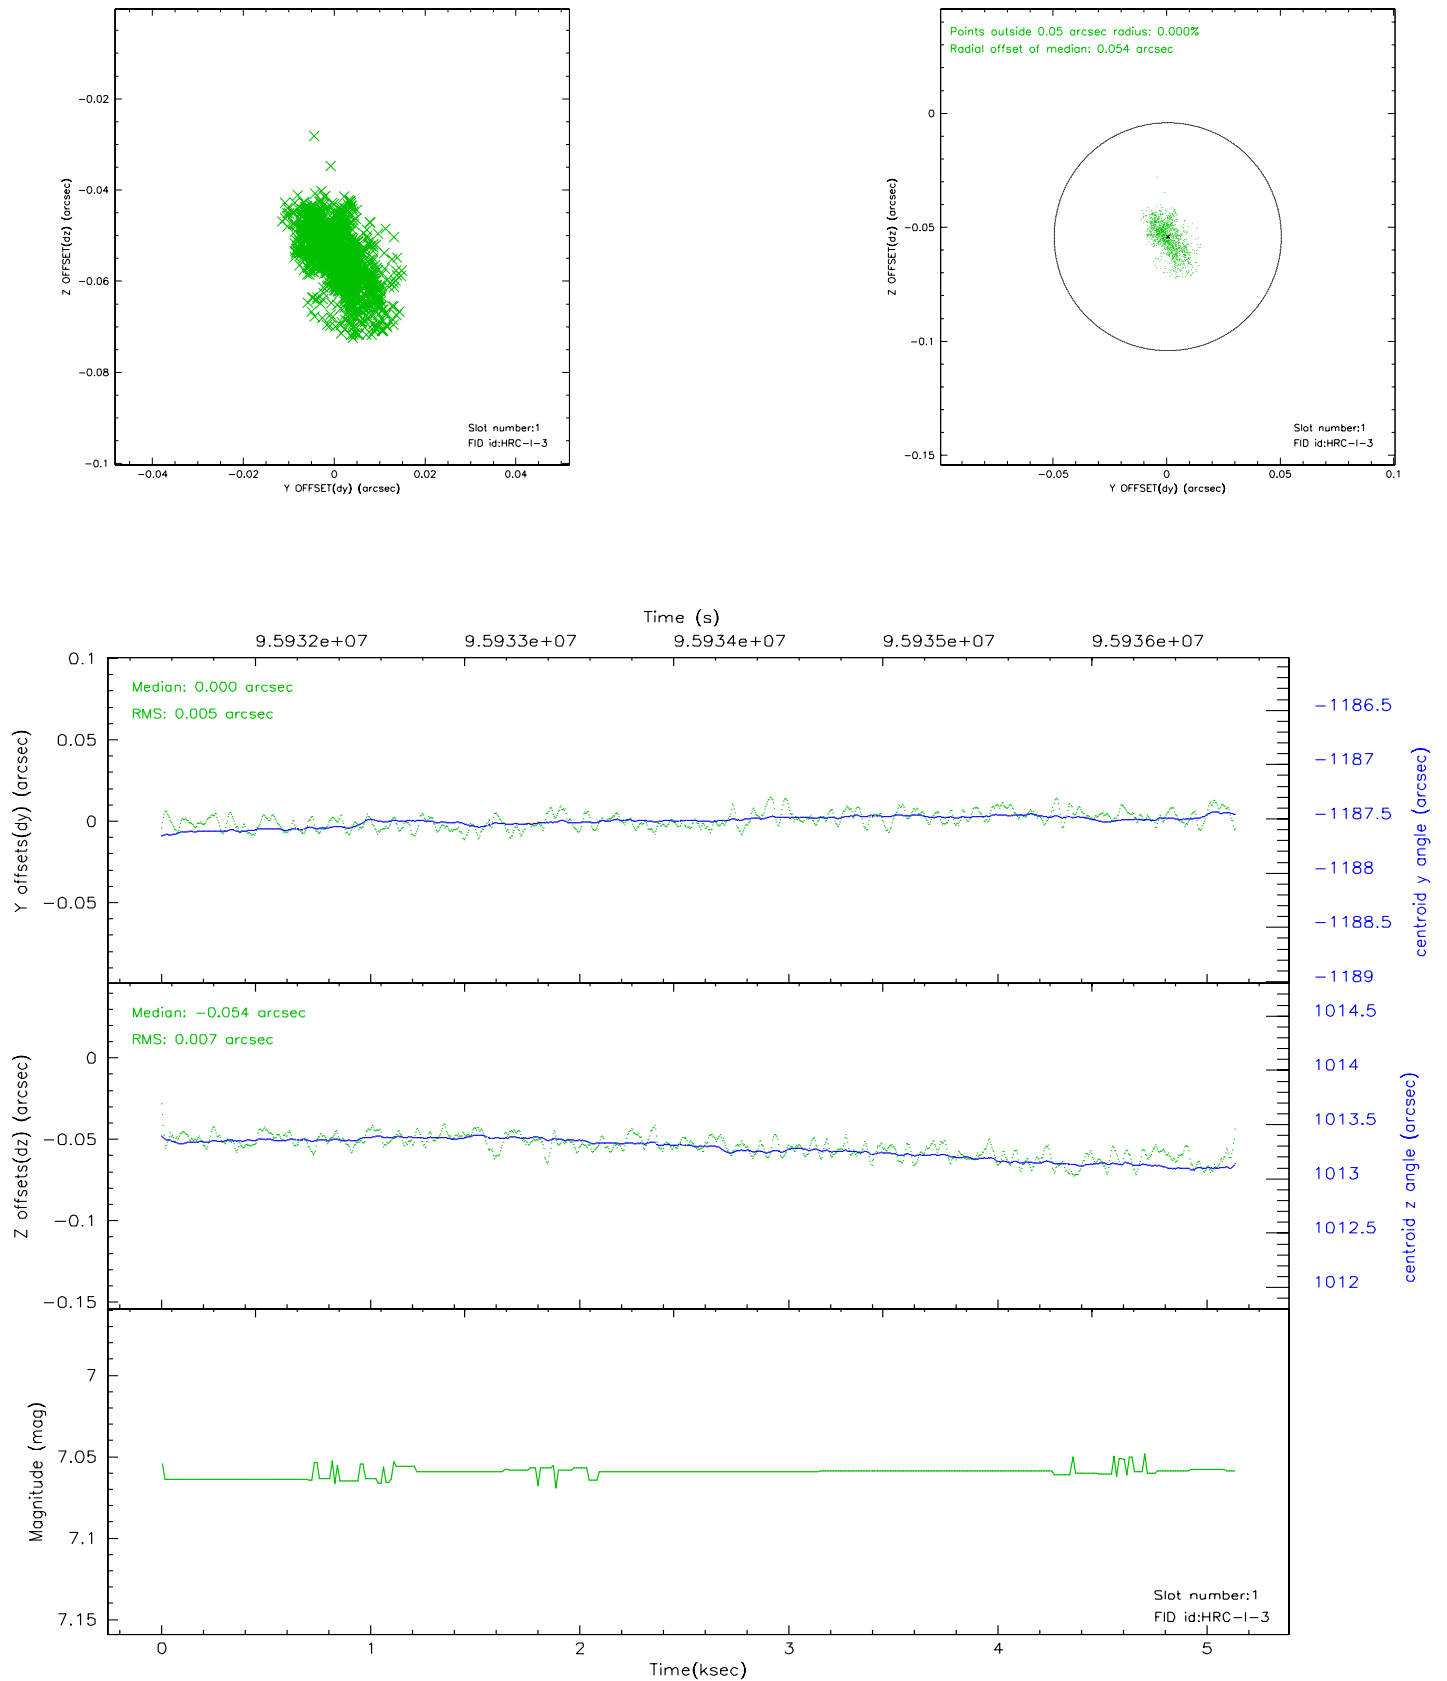 -0.02
-0.04
-0.06
-0.08
-0.1
Z OFFSET(dz) (arcsec)
Slot number:1
FID id:HRC-I-3
-0.04 -0.02 0 0.02 0.04
Y OFFSET(dy) (arcsec)
Points outside 0.05 arcsec radius: 0.000%
Radial offset of median: 0.054 arcsec
0
-0.05
-0.1
-0.15
Z OFFSET(dz) (arcsec)
Slot number:1
FID id:HRC-I-3
-0.05 0 0.05 0.1
Y OFFSET(dy) (arcsec)
Time (s)
9.5932e+07 9.5933e+07 9.5934e+07 9.5935e+07 9.5936e+07
0.1
0.05
0
-0.05
Y offsets(dy) (arcsec)
Median: 0.000 arcsec
RMS: 0.005 arcsec
-1186.5
-1187
-1187.5
-1188
-1188.5
-1189
centroid y angle (arcsec)
0
-0.05
-0.1
-0.15
Z offsets(dz) (arcsec)
Median: -0.054 arcsec
RMS: 0.007 arcsec
1014.5
1014
1013.5
1013
1012.5
1012
centroid z angle (arcsec)
7
7.05
7.1
7.15
Magnitude (mag)
Slot number:1
FID id:HRC-I-3
0 1 2 3 4 5
Time(ksec)